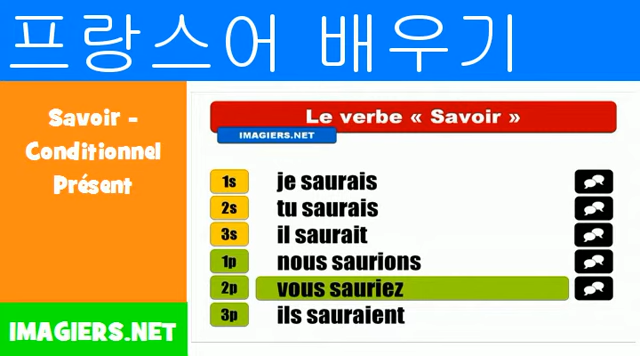 프랑스어 배우기
Savoir -
Conditionnel
Présent
IMAGIERS.NET
Le verbe « Savoir »
IMAGIERS.NET
1s je saurais
2s tu saurais
3s il saurait
1p nous saurions
2p vous sauriez
3p ils sauraient